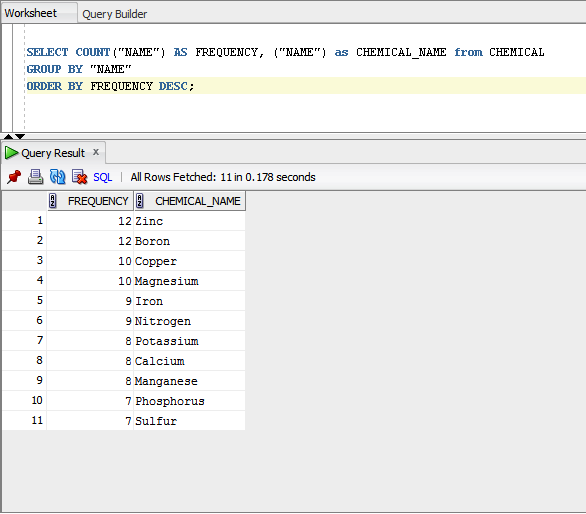 Worksheet Query Builder
SELECT COUNT("NAME") AS FREQUENCY, ("NAME") as CHEMICAL_NAME from CHEMICAL
GROUP BY "NAME"
ORDER BY FREQUENCY DESC;
Query Result x
SQL | All Rows Fetched: 11 in 0.178 seconds
FREQUENCY CHEMICAL_NAME
1 12 Zinc
2 12 Boron
3 10 Copper
4 10 Magnesium
5 9 Iron
6 9 Nitrogen
7 8 Potassium
8 8 Calcium
9 8 Manganese
10 7 Phosphorus
11 7 Sulfur